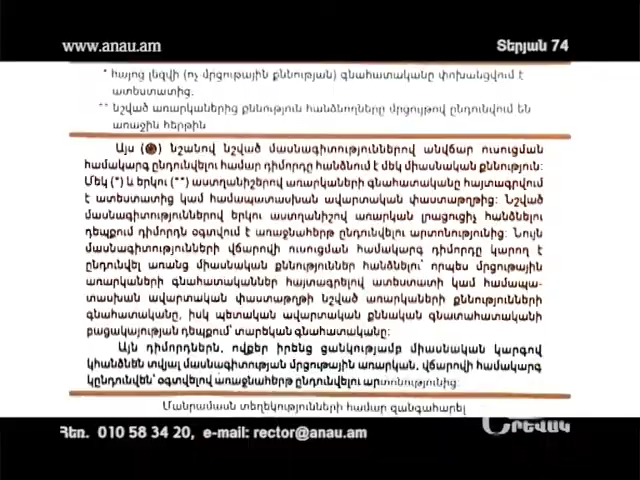 www.anau.am
Տերյան 74
* հայոց լեզվի (ոչ մրցութային քննության) գնահատականը փոխանցվում է
ատեստատից.
** նշված առարկաներից քննություն հանձնողները մրցույթով ընդունվում են
առաջին հերթին
Այս ( ) նշանով նշված մասնագիտություններով անվճար ուսուցման
համակարգ ընդունվելու համար դիմորդը հանձնում է մեկ միասնական քննություն։
Մեկ (*) և երկու (**) աստղանիշերով առարկաների գնահատականը հայտագրվում
է ատեստատից կամ համապատասխան ավարտական փաստաթղթից։ Նշված
մասնագիտություններով երկու աստղանիշով առարկան լրացուցիչ հանձնելու
դեպքում դիմորդն օգտվում է առաջնահերթ ընդունվելու արտոնությունից։ Նույն
մասնագիտությունների վճարովի ուսուցման համակարգ դիմորդը կարող է
ընդունվել առանց միասնական քննություններ հանձնելու՝ որպես մրցութային
առարկաների գնահատականներ հայտագրելով ատեստատի կամ համապա-
տասխան ավարտական փաստաթղթի նշված առարկաների քննությունների
գնահատականը, իսկ պետական ավարտական քննական գնատահատականի
բացակայության դեպքում՝ տարեկան գնահատականը։
Այն դիմորդներն, ովքեր իրենց ցանկությամբ միասնական կարգով
կհանձնեն տվյալ մասնագիտության մրցութային առարկան, վճարովի համակարգ
կընդունվեն՝ օգտվելով առաջնահերթ ընդունվելու արտոնությունից։
Մանրամասն տեղեկությունների համար զանգահարել
Հեռ. 010 58 34 20, e-mail: rector@anau.am
Շրեվակ